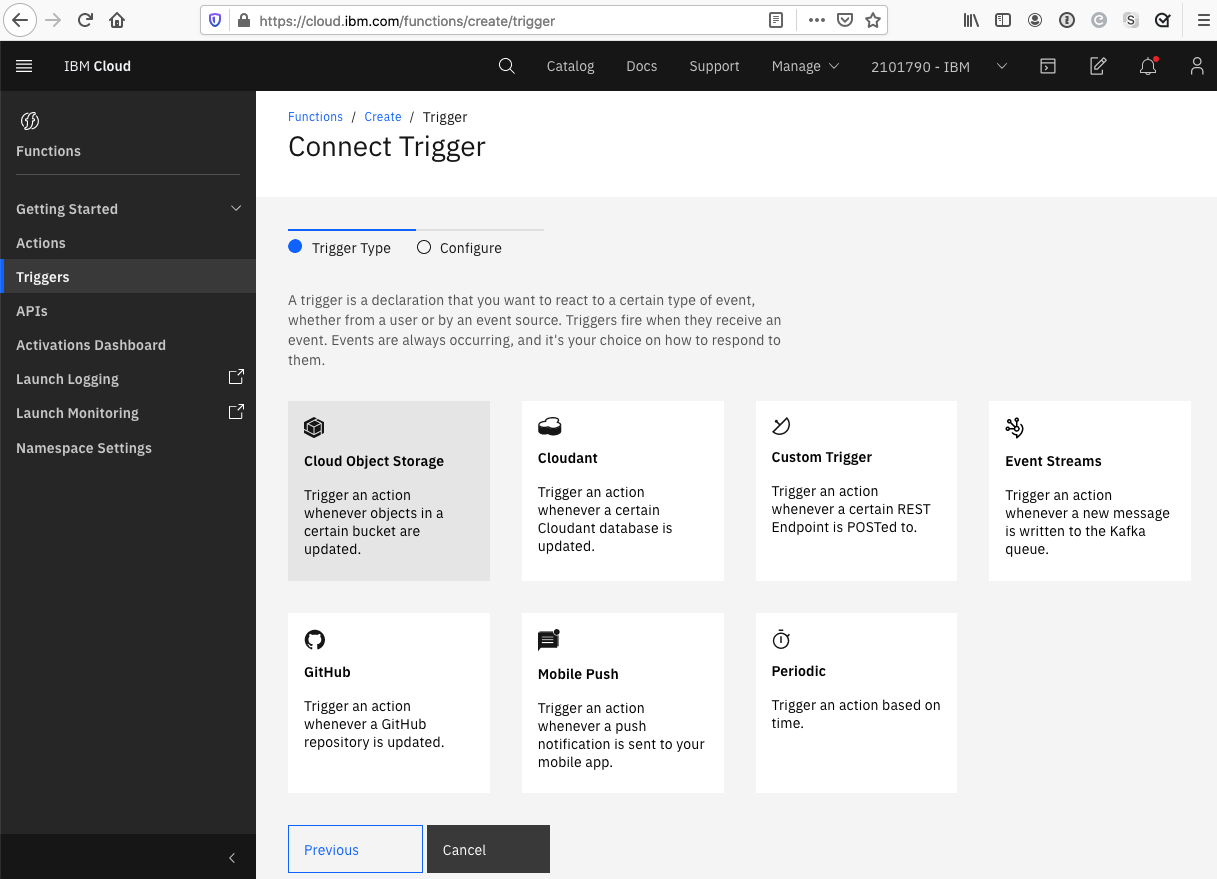 https://cloud.ibm.com/functions/create/trigger
IBM Cloud
Catalog
Docs
Support
Manage
2101790 - IBM
Functions
Getting Started
Actions
Triggers
APIs
Activations Dashboard
Launch Logging
Launch Monitoring
Namespace Settings
Functions / Create / Trigger
Connect Trigger
Trigger Type
Configure
A trigger is a declaration that you want to react to a certain type of event,
whether from a user or by an event source. Triggers fire when they receive an
event. Events are always occurring, and it's your choice on how to respond to
them.
Cloud Object Storage
Trigger an action
whenever objects in a
certain bucket are
updated.
Cloudant
Trigger an action
whenever a certain
Cloudant database is
updated.
Custom Trigger
Trigger an action
whenever a certain REST
Endpoint is POSTed to.
Event Streams
Trigger an action
whenever a new message
is written to the Kafka
queue.
GitHub
Trigger an action
whenever a GitHub
repository is updated.
Mobile Push
Trigger an action
whenever a push
notification is sent to your
mobile app.
Periodic
Trigger an action based on
time.
Previous
Cancel